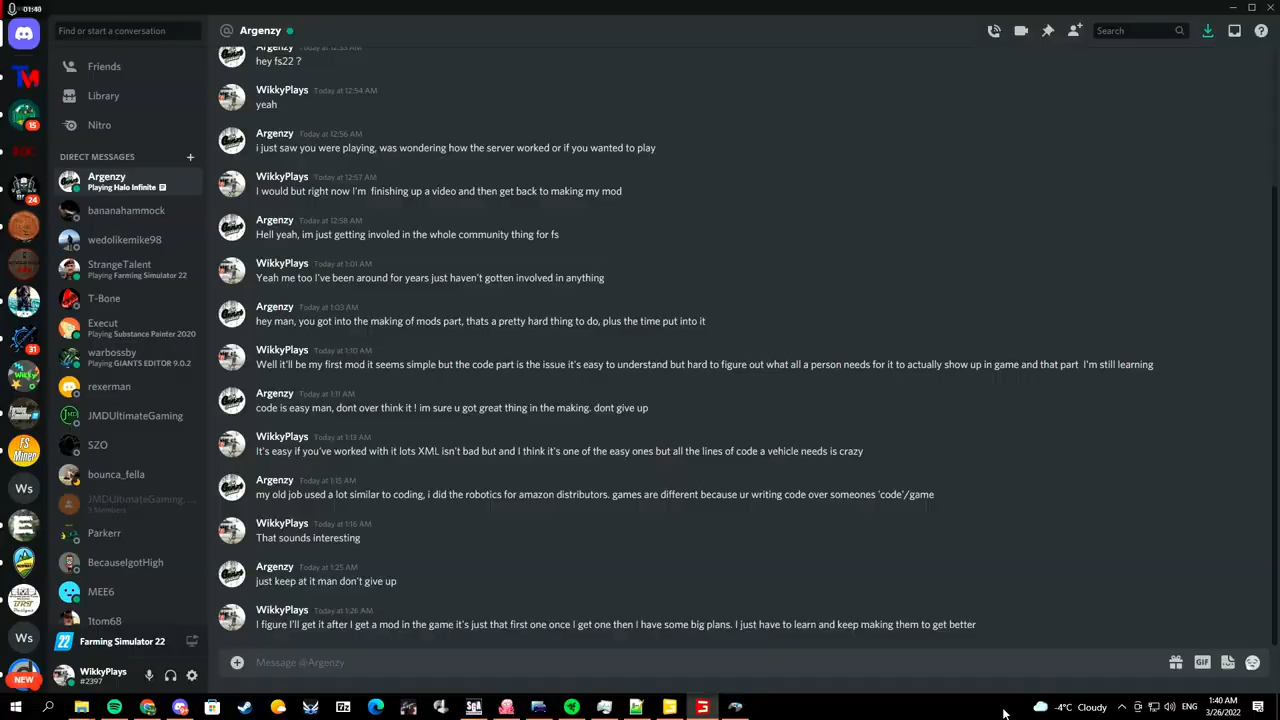 01:40
Find or start a conversation
@ Argenzy
Search
Friends
Library
Nitro
DIRECT MESSAGES +
Argenzy
Playing Halo Infinite
bananahammock
wedolikemike98
StrangeTalent
Playing Farming Simulator 22
T-Bone
Execut
Playing Substance Painter 2020
warbossby
Playing GIANTS EDITOR 9.0.2
rexerman
JMDUltimateGaming
SZO
bounca_fella
JMDUltimateGaming, ...
3 Members
Parkerr
BecauseIgotHigh
MEE6
1tom68
Farming Simulator 22
WikkyPlays
#2397
TM
15
24
31
FS
Miner
Ws
Ws
NEW
Argenzy Today at 12:53 AM
hey fs22 ?
WikkyPlays Today at 12:54 AM
yeah
Argenzy Today at 12:56 AM
i just saw you were playing, was wondering how the server worked or if you wanted to play
WikkyPlays Today at 12:57 AM
I would but right now I'm finishing up a video and then get back to making my mod
Argenzy Today at 12:58 AM
Hell yeah, im just getting involed in the whole community thing for fs
WikkyPlays Today at 1:01 AM
Yeah me too I've been around for years just haven't gotten involved in anything
Argenzy Today at 1:03 AM
hey man, you got into the making of mods part, thats a pretty hard thing to do, plus the time put into it
WikkyPlays Today at 1:10 AM
Well it'll be my first mod it seems simple but the code part is the issue it's easy to understand but hard to figure out what all a person needs for it to actually show up in game and that part I'm still learning
Argenzy Today at 1:11 AM
code is easy man, dont over think it ! im sure u got great thing in the making. dont give up
WikkyPlays Today at 1:13 AM
It's easy if you've worked with it lots XML isn't bad but and I think it's one of the easy ones but all the lines of code a vehicle needs is crazy
Argenzy Today at 1:15 AM
my old job used a lot similar to coding, i did the robotics for amazon distributors. games are different because ur writing code over someones 'code'/game
WikkyPlays Today at 1:16 AM
That sounds interesting
Argenzy Today at 1:25 AM
just keep at it man don't give up
WikkyPlays Today at 1:26 AM
I figure I'll get it after I get a mod in the game it's just that first one once I get one then I have some big plans. I just have to learn and keep making them to get better
Message @Argenzy
GIF
-4°C Cloudy
ENG
1:40 AM
3/26/2022